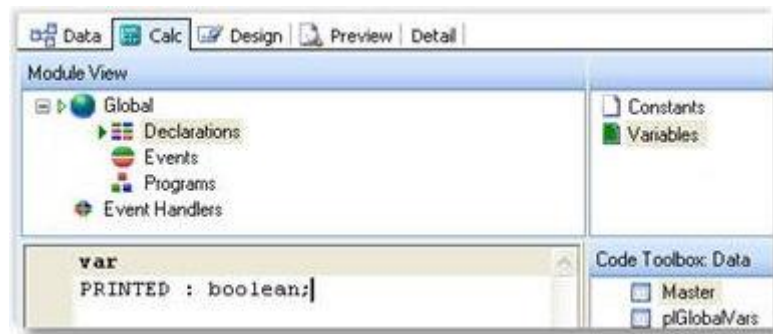 Data Calc Design Preview Detail
Module View
Global
Declarations
Events
Programs
Event Handlers
Constants
Variables
var
PRINTED : boolean;
Code Toolbox: Data
Master
plGlobalVars